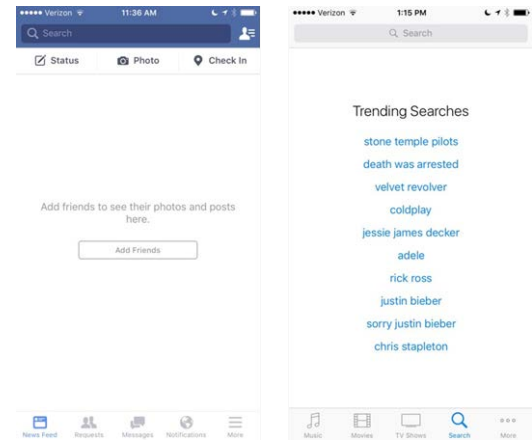 Verizon 11:36 AM
Search
Status Photo Check In
Add friends to see their photos and posts
here.
Add Friends
News Feed Requests Messages Notifications More
Verizon 1:15 PM
Search
Trending Searches
stone temple pilots
death was arrested
velvet revolver
coldplay
jessie james decker
adele
rick ross
justin bieber
sorry justin bieber
chris stapleton
Music Movies TV Shows Search More